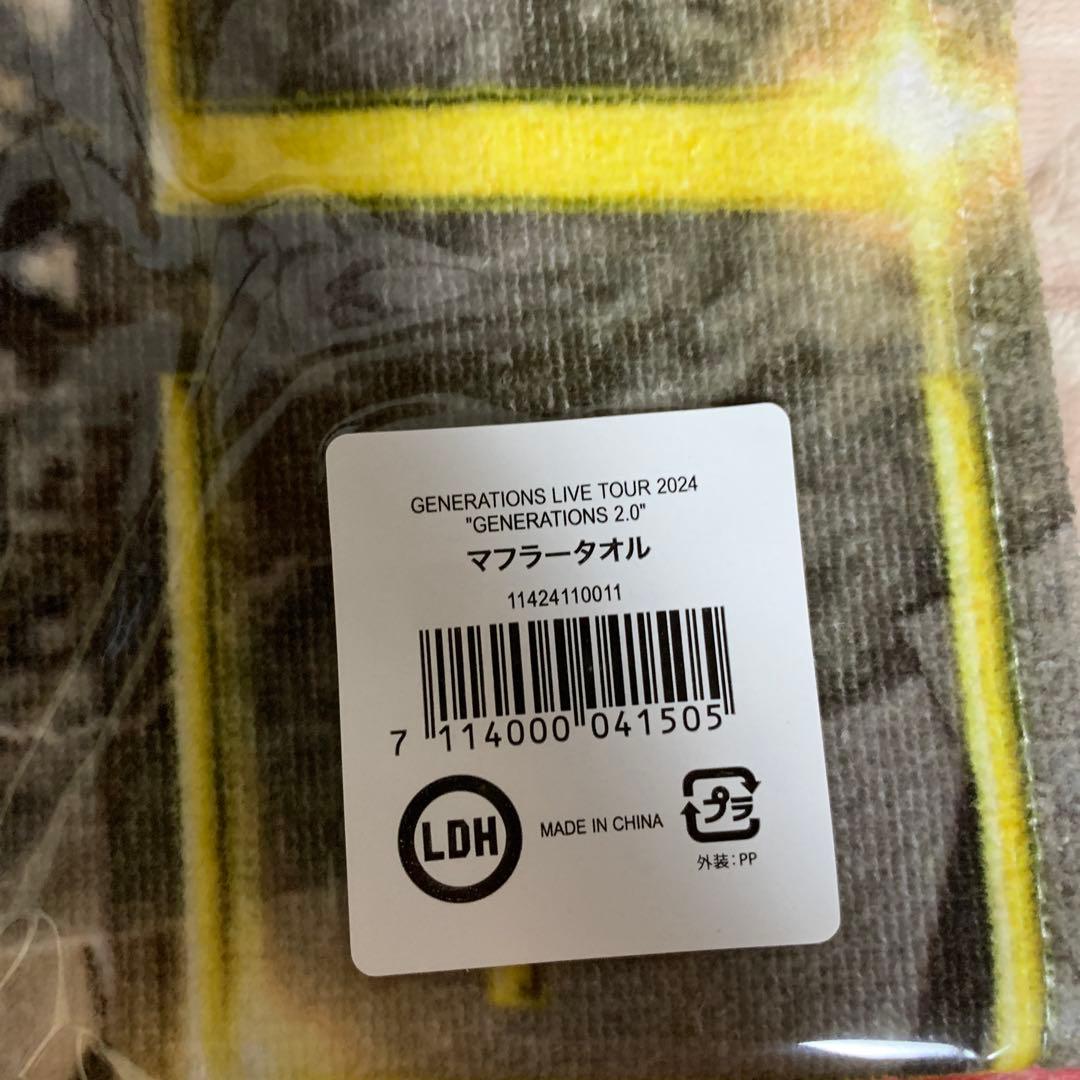 GENERATIONS LIVE TOUR 2024
"GENERATIONS 2.0"
マフラータオル
11424110011
7 114000 041505
LDH
MADE IN CHINA
プラ
外装:PP